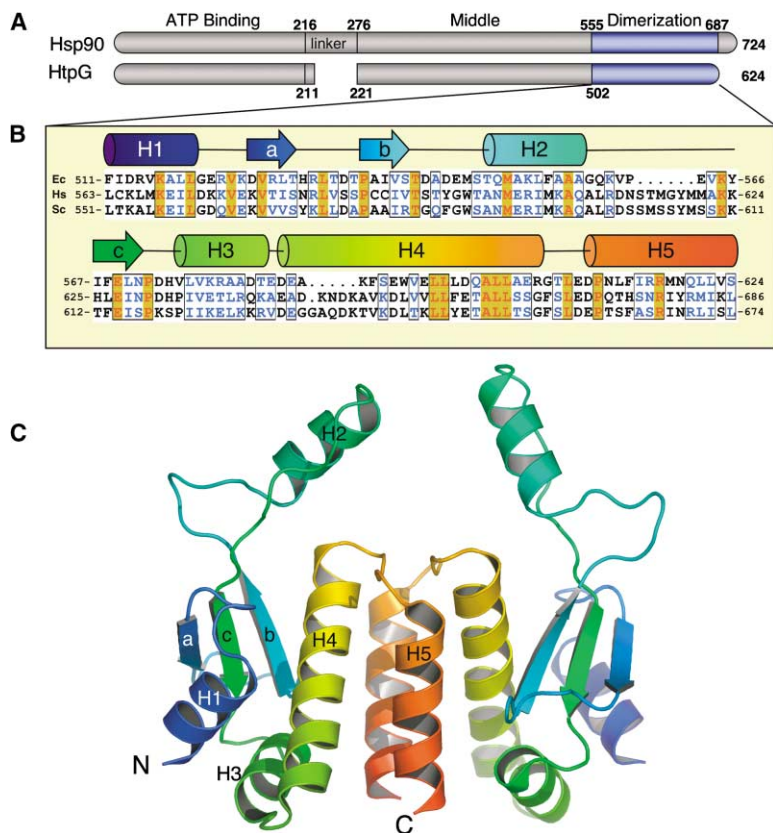 A
ATP Binding 216 276 Middle 555 Dimerization 687
Hsp90 linker 724
HtpG 624
211 221 502
B
H1 a b H2
Ec 511- FIDRVKALLGERVKDVRLTHRLTDTPAIVSTDADEMSTQMAKLFAAAGQKVP......EVKY -566
Hs 563- LCKLMKEILDKKVEKVTISNRLVSSPCCIVTSTYGWTANMERIMKAQALRDNSTMGYMMAKK -624
Sc 551- LTKALKEILGDQVEKVVVSYKLLDAPAAIRTGQFGWSANMERIMKAQALRDSSMSSYMSSKK -611
c H3 H4 H5
567- IFELNPDHVLVKRAADTEDEA.....KFSEWVELLLDQALLAERGTLEDPNLFIRRMNQLLVS -624
625- HLEINPDHPIVETLRQKAEAD.KNDKAVKDLVVLLFETALLSSGFSLEDPQTHSNRIYRMIKL -686
612- TFEISPKSPIIKELKKRVDEGGAQDKTVKDLTKLLYETALLTSGFSLDEPTSFASRINRLISL -674
C
H2
a c b H4 H5
H1
N H3 C